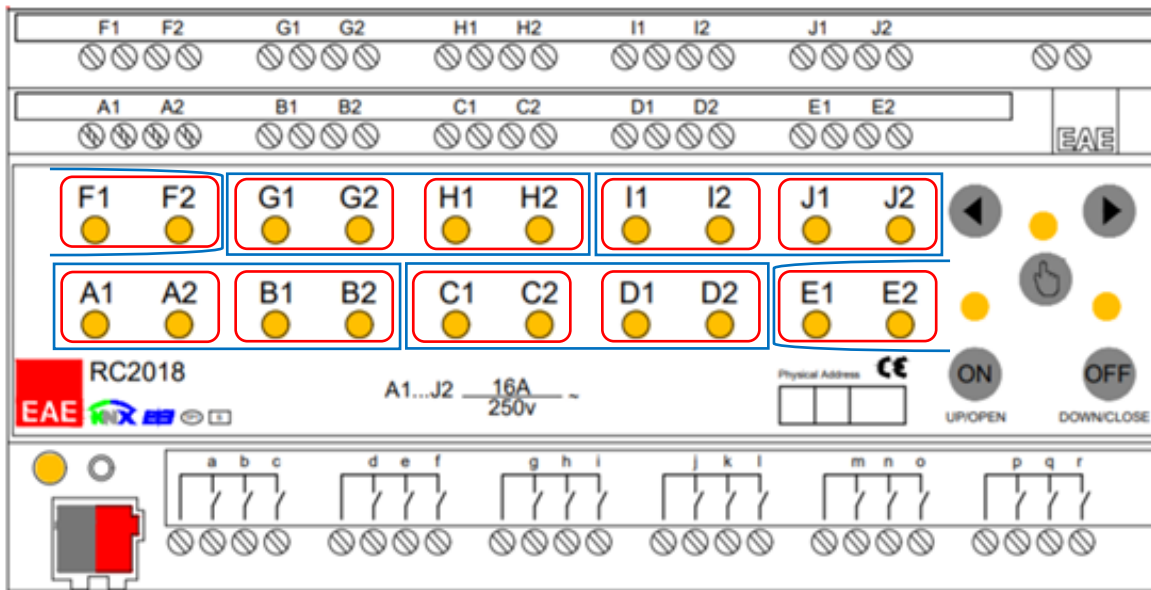 F1 F2 G1 G2 H1 H2 I1 I2 J1 J2
A1 A2 B1 B2 C1 C2 D1 D2 E1 E2
EAE
F1 F2 G1 G2 H1 H2 I1 I2 J1 J2
A1 A2 B1 B2 C1 C2 D1 D2 E1 E2
RC2018
EAE
KNX EIB
A1...J2 16A
250v ~
Physical Address CE
ON OFF
UP/OPEN DOWN/CLOSE
a b c d e f g h i j k l m n o p q r